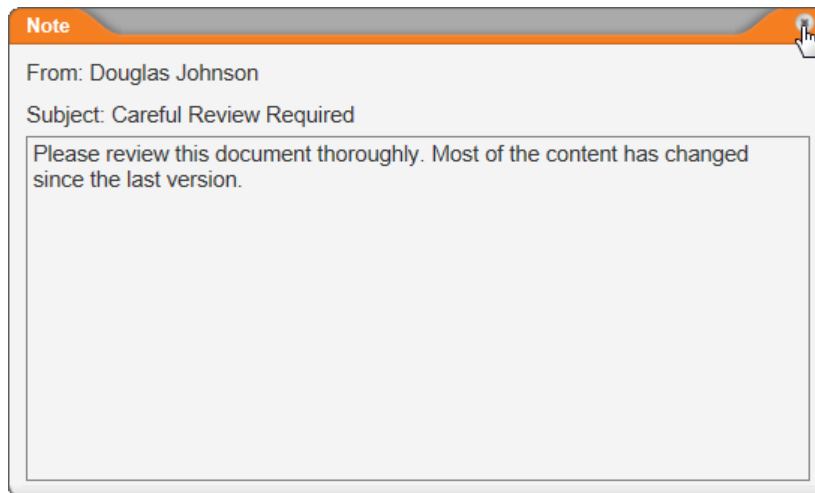 Note
From: Douglas Johnson
Subject: Careful Review Required
Please review this document thoroughly. Most of the content has changed
since the last version.